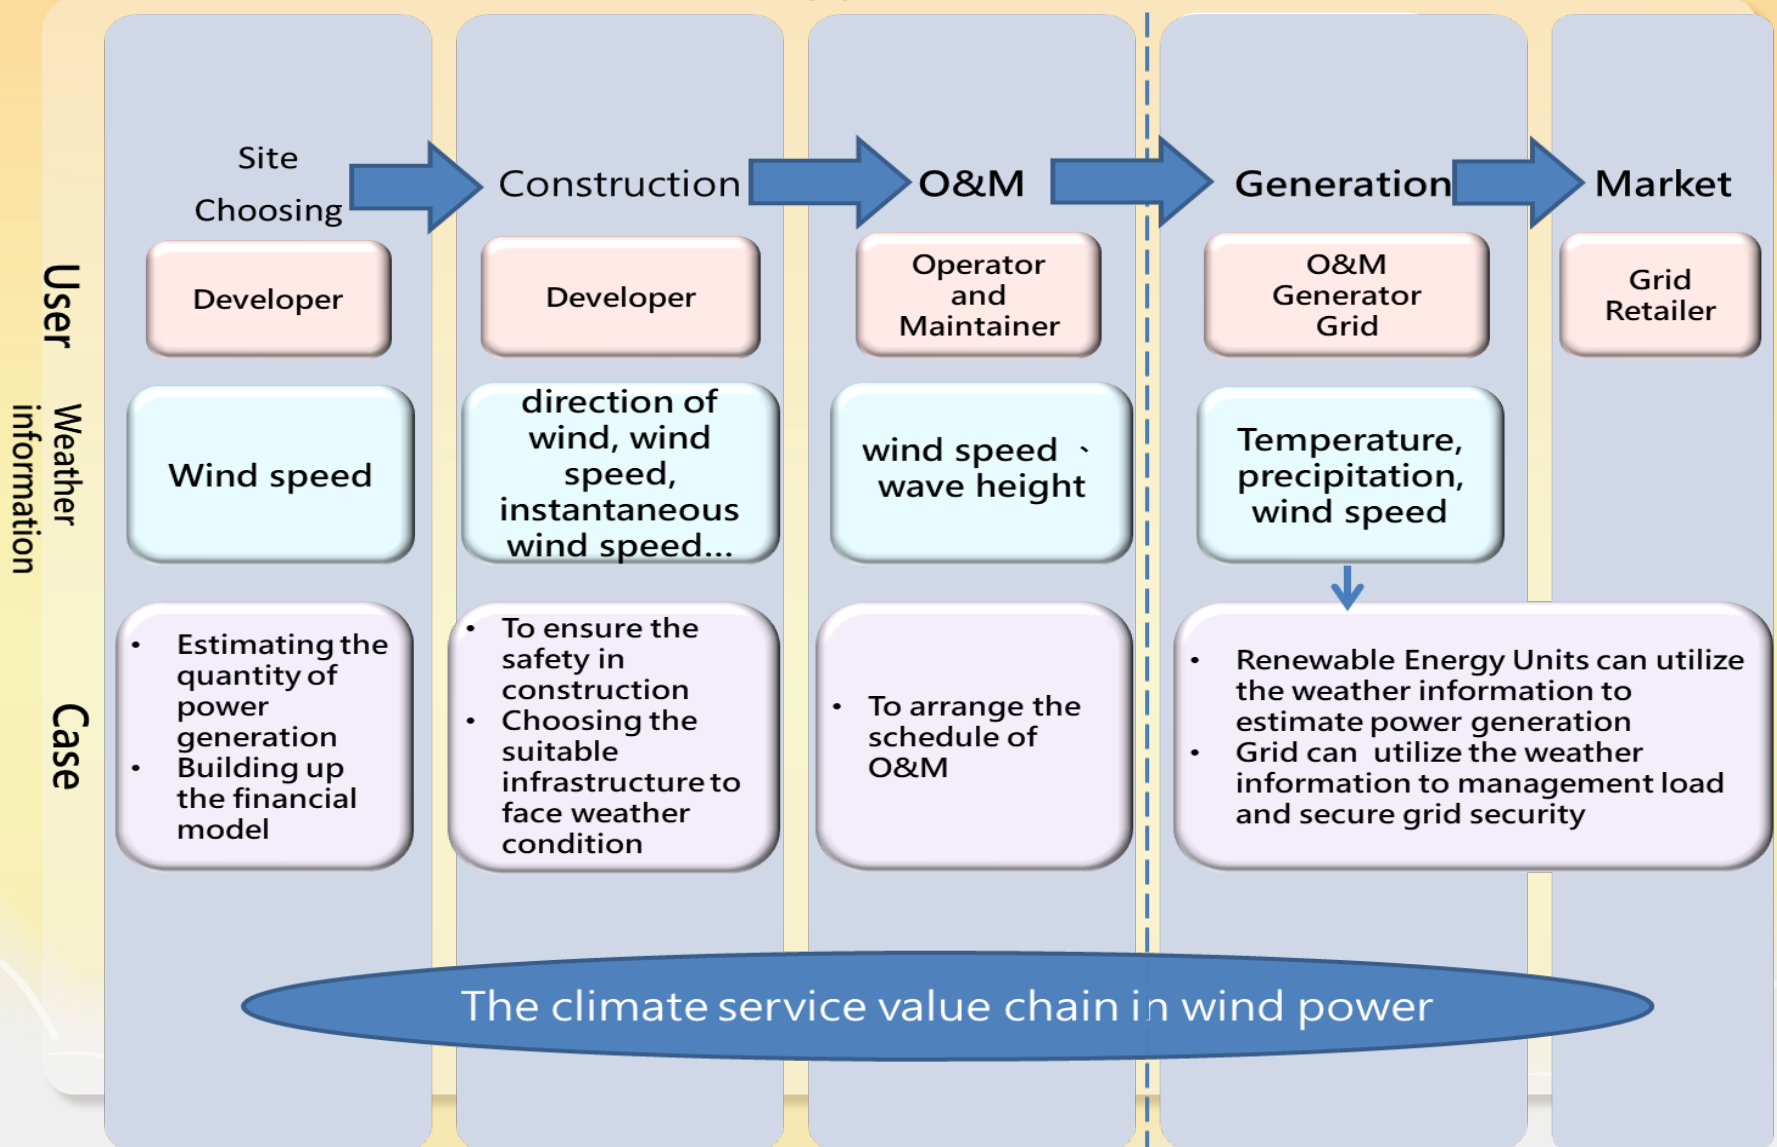 Site
Choosing
Construction
O&M
Generation
Market
User
Developer
Developer
Operator
and
Maintainer
O&M
Generator
Grid
Grid
Retailer
Weather
information
Wind speed
direction of
wind, wind
speed,
instantaneous
wind speed...
wind speed 、
wave height
Temperature,
precipitation,
wind speed
Case
• Estimating the
quantity of
power
generation
• Building up
the financial
model
• To ensure the
safety in
construction
• Choosing the
suitable
infrastructure to
face weather
condition
• To arrange the
schedule of
O&M
• Renewable Energy Units can utilize
the weather information to
estimate power generation
• Grid can utilize the weather
information to management load
and secure grid security
The climate service value chain in wind power